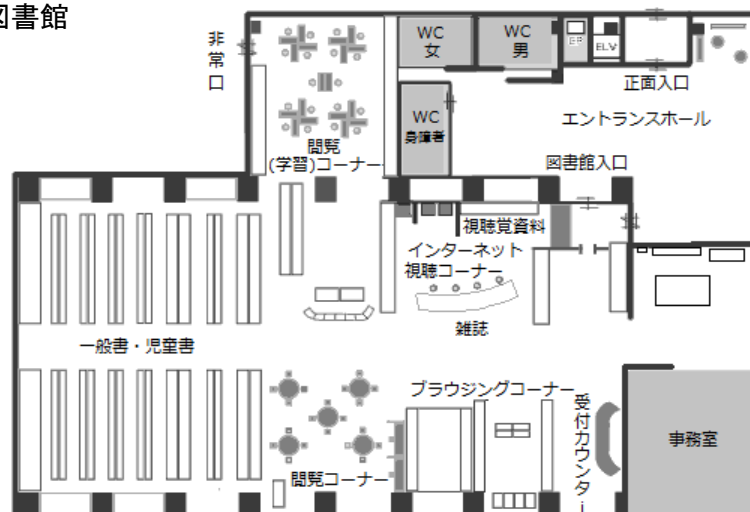 図書館
非常口
WC
女
WC
男
EP
ELV
正面入口
WC
身障者
エントランスホール
閲覧
(学習)コーナー
図書館入口
視聴覚資料
インターネット
視聴コーナー
雑誌
一般書・児童書
ブラウジングコーナー
受付カウンター
事務室
閲覧コーナー